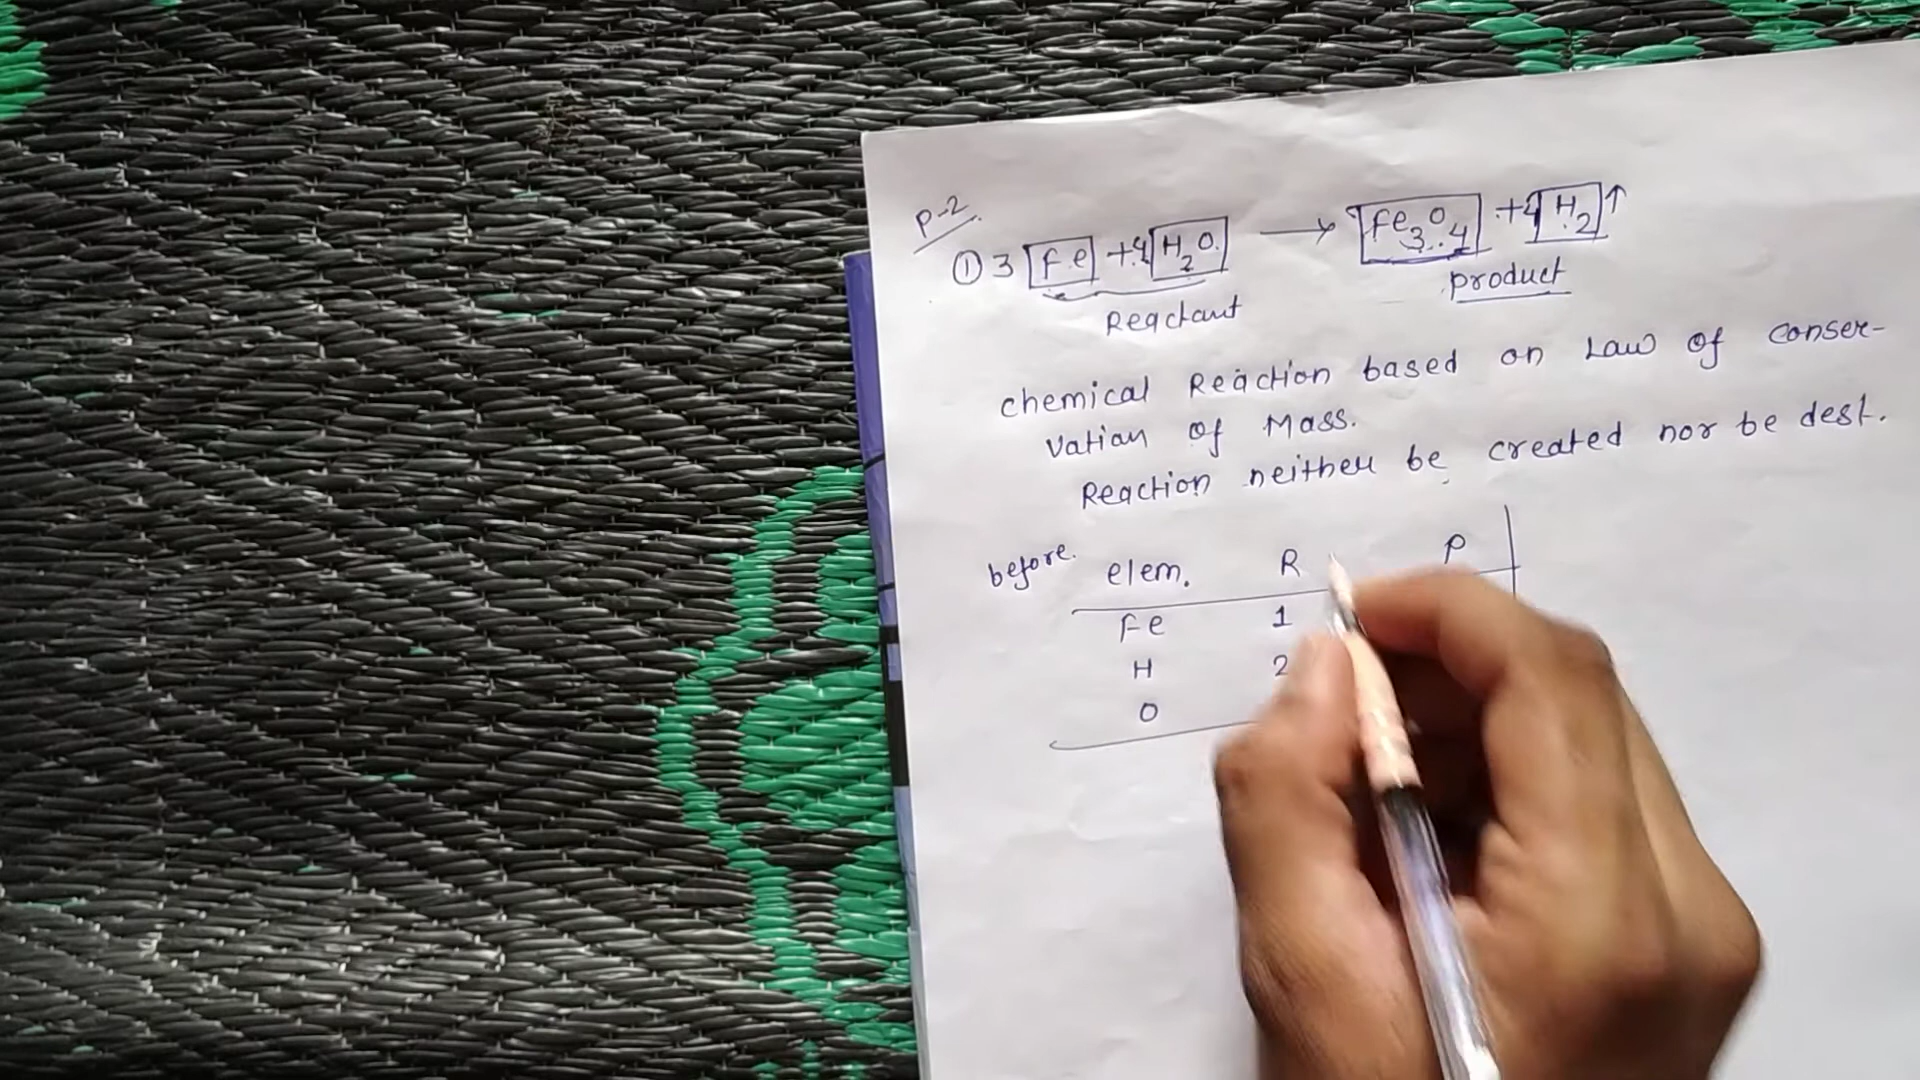 P-2
① 3 Fe + 4 H2O → Fe3O4 + 4 H2 ↑
Reactant product
chemical Reaction based on Law of conser-
vation of Mass.
Reaction neither be created nor be dest.
before. elem. R P
Fe 1
H 2
O